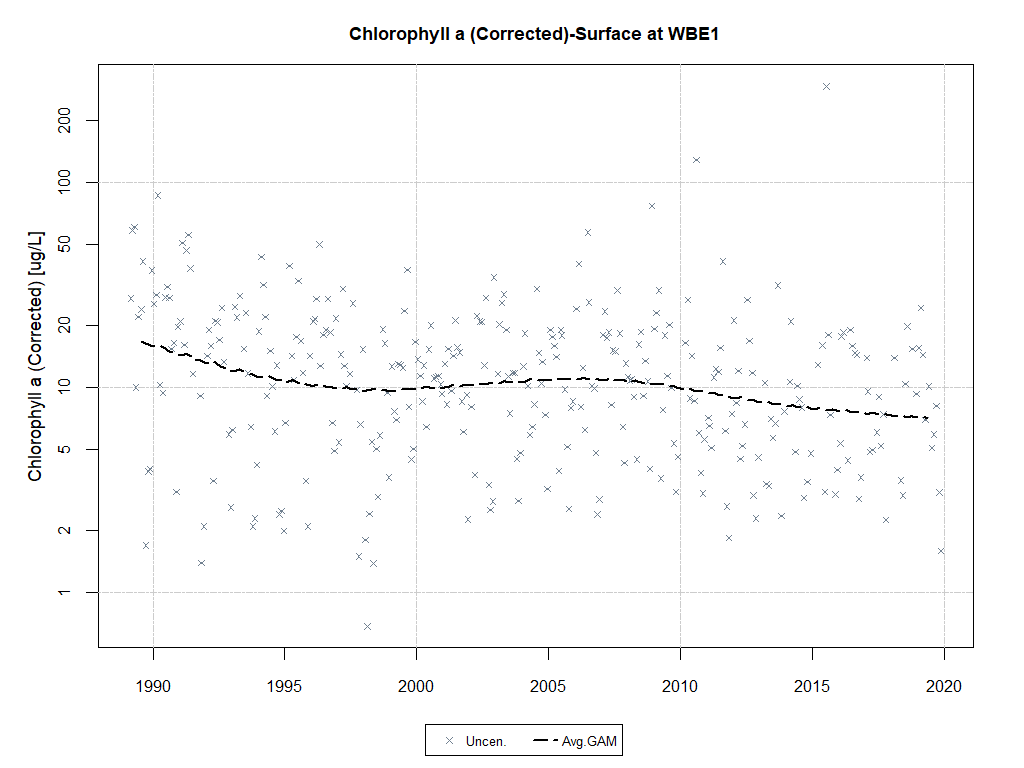 Chlorophyll a (Corrected)-Surface at WBE1
Chlorophyll a (Corrected) [ug/L]
200
100
50
20
10
5
2
1
1990 1995 2000 2005 2010 2015 2020
Uncen. Avg.GAM